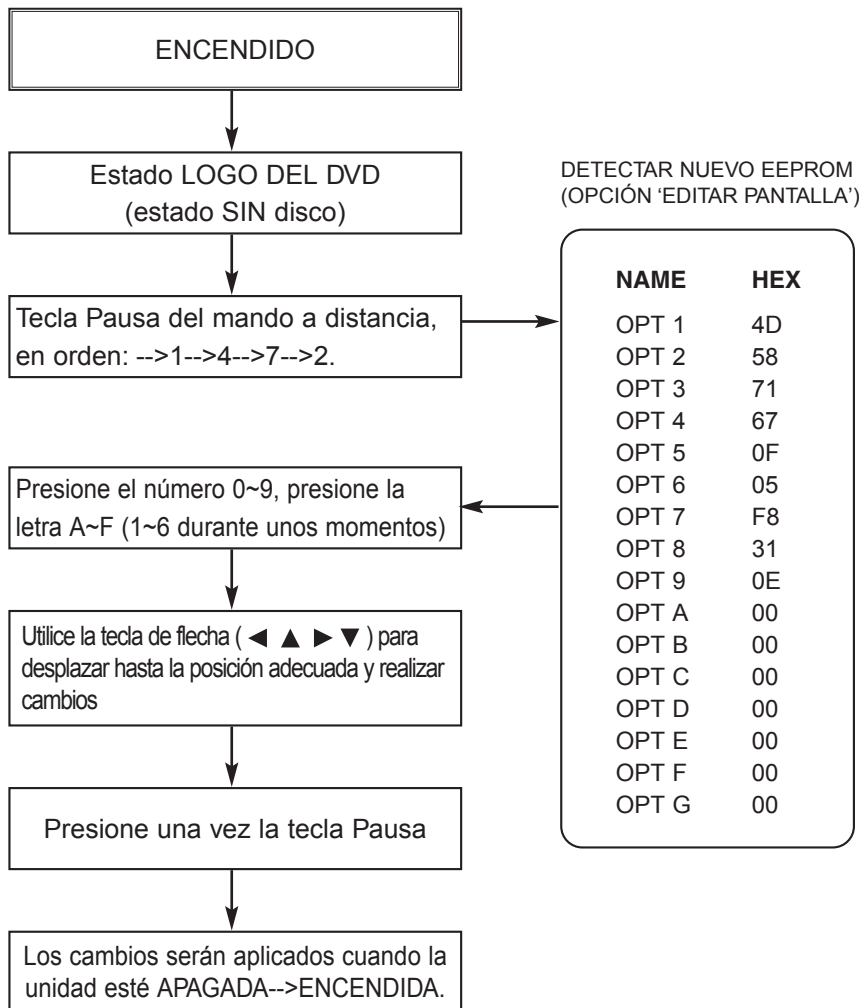 ENCENDIDO
Estado LOGO DEL DVD
(estado SIN disco)
Tecla Pausa del mando a distancia,
en orden: -->1-->4-->7-->2.
DETECTAR NUEVO EEPROM
(OPCIÓN ‘EDITAR PANTALLA’)
NAME HEX
OPT 1 4D
OPT 2 58
OPT 3 71
OPT 4 67
OPT 5 0F
OPT 6 05
OPT 7 F8
OPT 8 31
OPT 9 0E
OPT A 00
OPT B 00
OPT C 00
OPT D 00
OPT E 00
OPT F 00
OPT G 00
Presione el número 0~9, presione la
letra A~F (1~6 durante unos momentos)
Utilice la tecla de flecha ( ◀ ▲ ▶ ▼ ) para
desplazar hasta la posición adecuada y realizar
cambios
Presione una vez la tecla Pausa
Los cambios serán aplicados cuando la
unidad esté APAGADA-->ENCENDIDA.